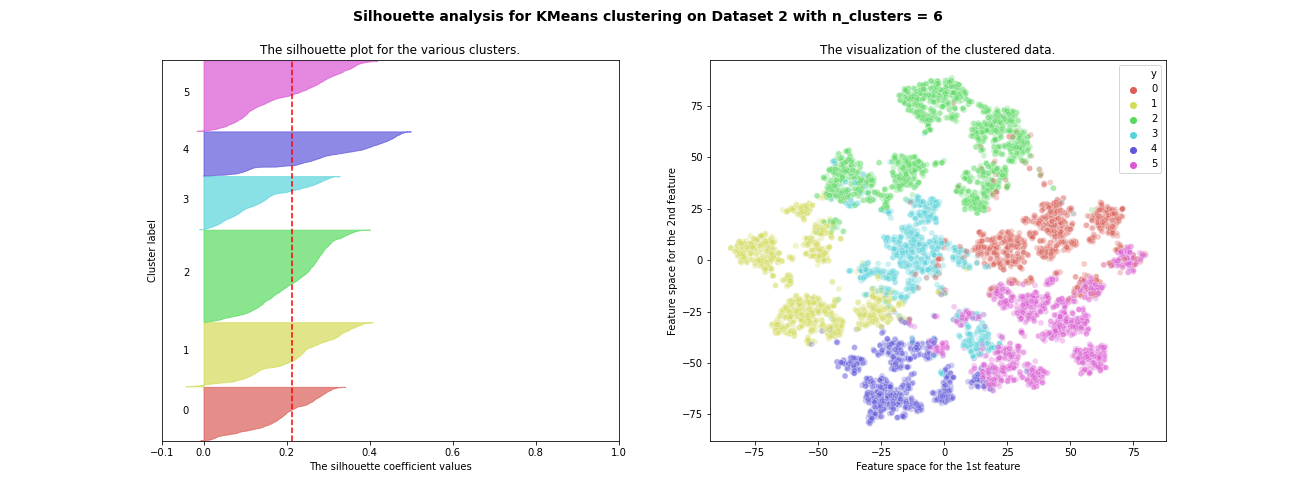 Silhouette analysis for KMeans clustering on Dataset 2 with n_clusters = 6
The silhouette plot for the various clusters.
Cluster label
5
4
3
2
1
0
−0.1 0.0 0.2 0.4 0.6 0.8 1.0
The silhouette coefficient values
The visualization of the clustered data.
Feature space for the 2nd feature
75
50
25
0
−25
−50
−75
−75 −50 −25 0 25 50 75
Feature space for the 1st feature
y
0
1
2
3
4
5